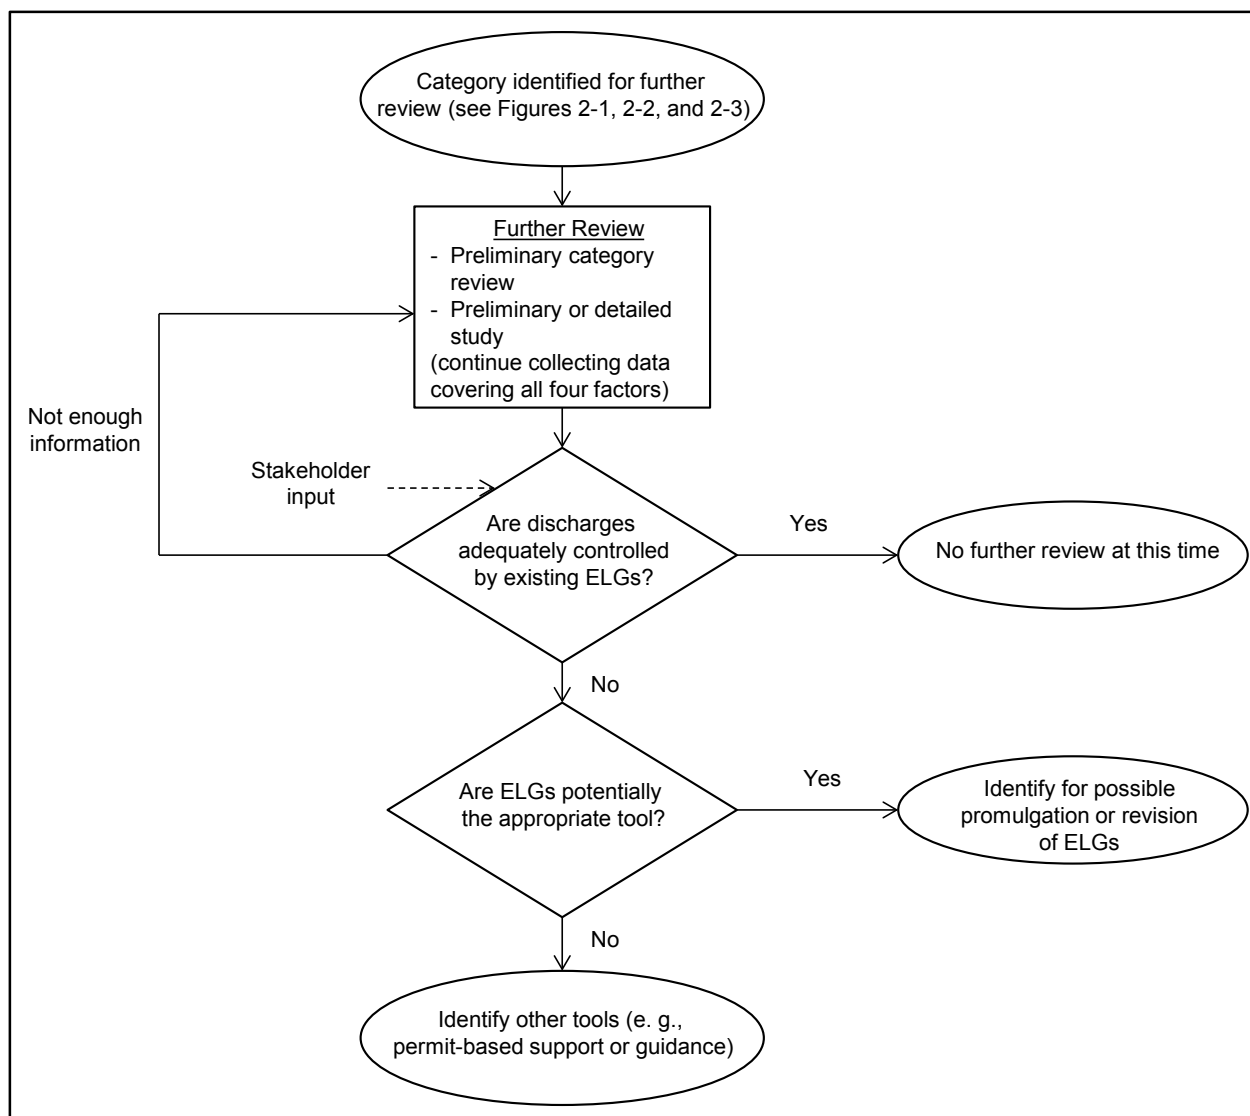 Category identified for further
review (see Figures 2-1, 2-2, and 2-3)
Further Review
- Preliminary category
review
- Preliminary or detailed
study
(continue collecting data
covering all four factors)
Not enough
information
Stakeholder
input
Are discharges
adequately controlled
by existing ELGs?
Yes
No further review at this time
No
Are ELGs potentially
the appropriate tool?
Yes
Identify for possible
promulgation or revision
of ELGs
No
Identify other tools (e. g.,
permit-based support or guidance)